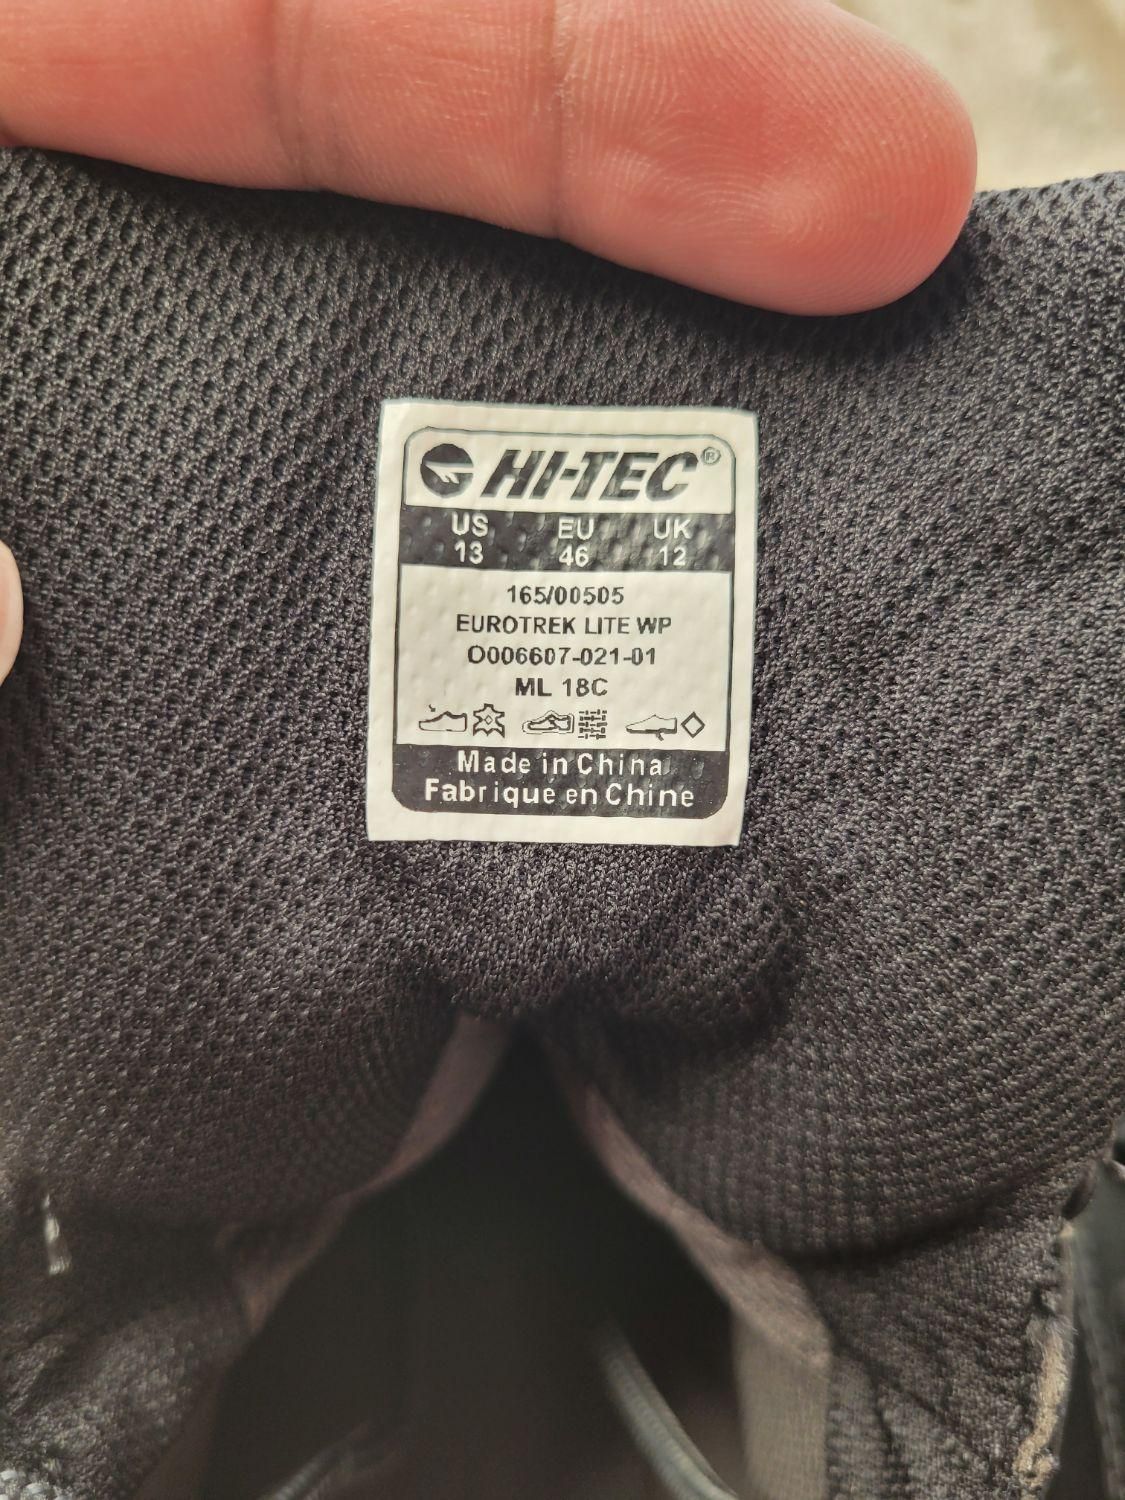 HI-TEC®
US EU UK
13 46 12
165/00505
EUROTREK LITE WP
O006607-021-01
ML 18C
Made in China
Fabrique en Chine